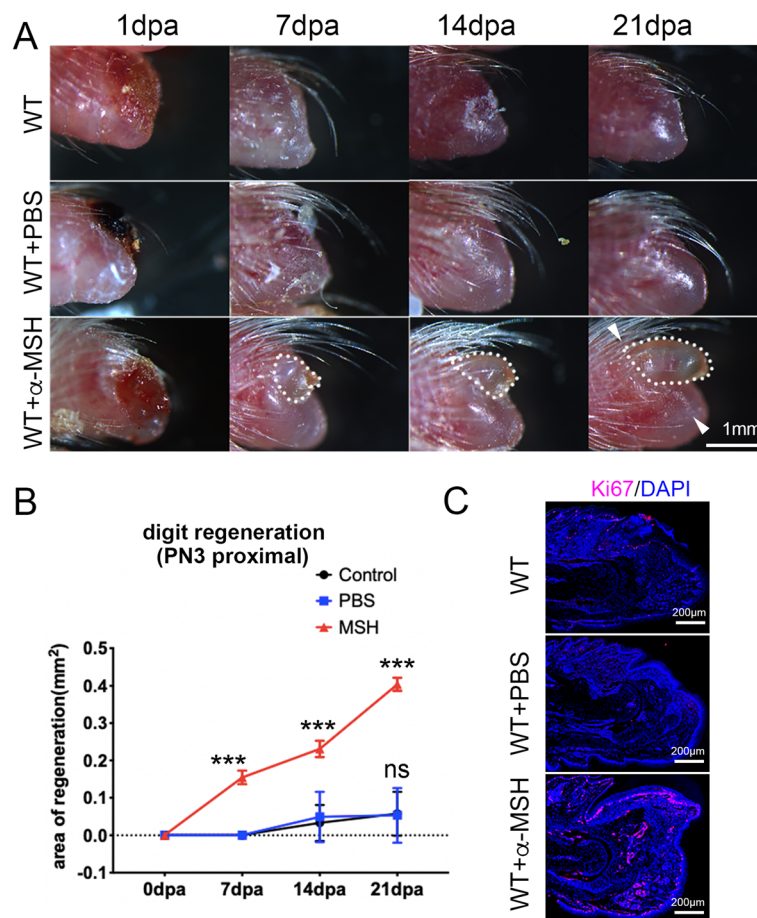 A
1dpa 7dpa 14dpa 21dpa
WT
WT+PBS
WT+α-MSH
1mm
B
digit regeneration
(PN3 proximal)
Control
PBS
MSH
area of regeneration(mm²)
0.5
0.4
0.3
0.2
0.1
0.0
-0.1
***
***
***
ns
0dpa 7dpa 14dpa 21dpa
C
Ki67/DAPI
WT
200μm
WT+PBS
200μm
WT+α-MSH
200μm